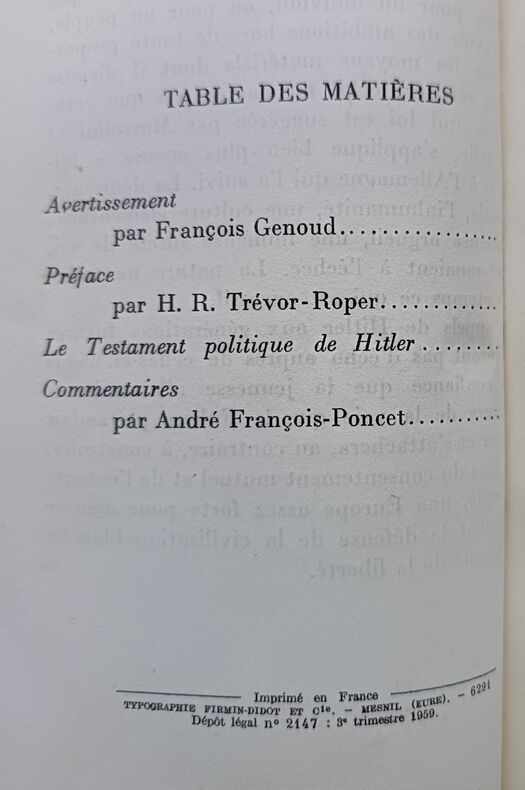 TABLE DES MATIÈRES
Avertissement
par François Genoud................
Préface
par H. R. Trévor-Roper............
Le Testament politique de Hitler........
Commentaires
par André François-Poncet..........
Imprimé en France
TYPOGRAPHIE FIRMIN-DIDOT ET Cie. – MESNIL (EURE). – 6291
Dépôt légal nº 2147 : 3e trimestre 1959.